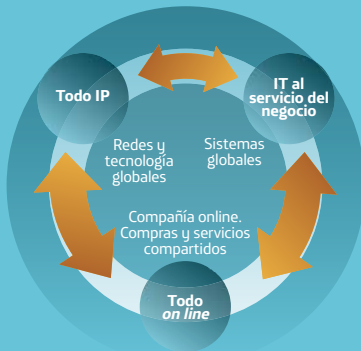 Todo IP
IT al
servicio del
negocio
Redes y
tecnología
globales
Sistemas
globales
Compañía online.
Compras y servicios
compartidos
Todo
on line